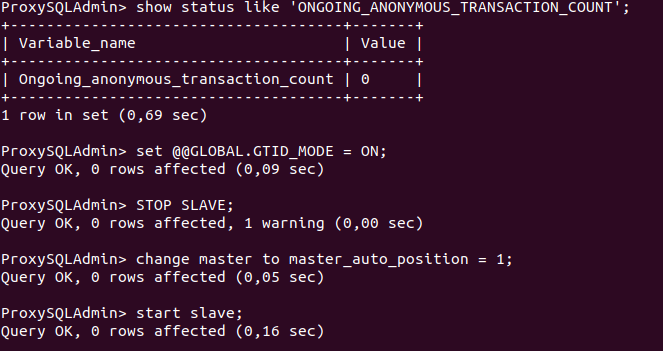 ProxySQLAdmin> show status like 'ONGOING_ANONYMOUS_TRANSACTION_COUNT';
+-------------------------------------+-------+
| Variable_name                       | Value |
+-------------------------------------+-------+
| Ongoing_anonymous_transaction_count | 0     |
+-------------------------------------+-------+
1 row in set (0,69 sec)
ProxySQLAdmin> set @@GLOBAL.GTID_MODE = ON;
Query OK, 0 rows affected (0,09 sec)
ProxySQLAdmin> STOP SLAVE;
Query OK, 0 rows affected, 1 warning (0,00 sec)
ProxySQLAdmin> change master to master_auto_position = 1;
Query OK, 0 rows affected (0,05 sec)
ProxySQLAdmin> start slave;
Query OK, 0 rows affected (0,16 sec)